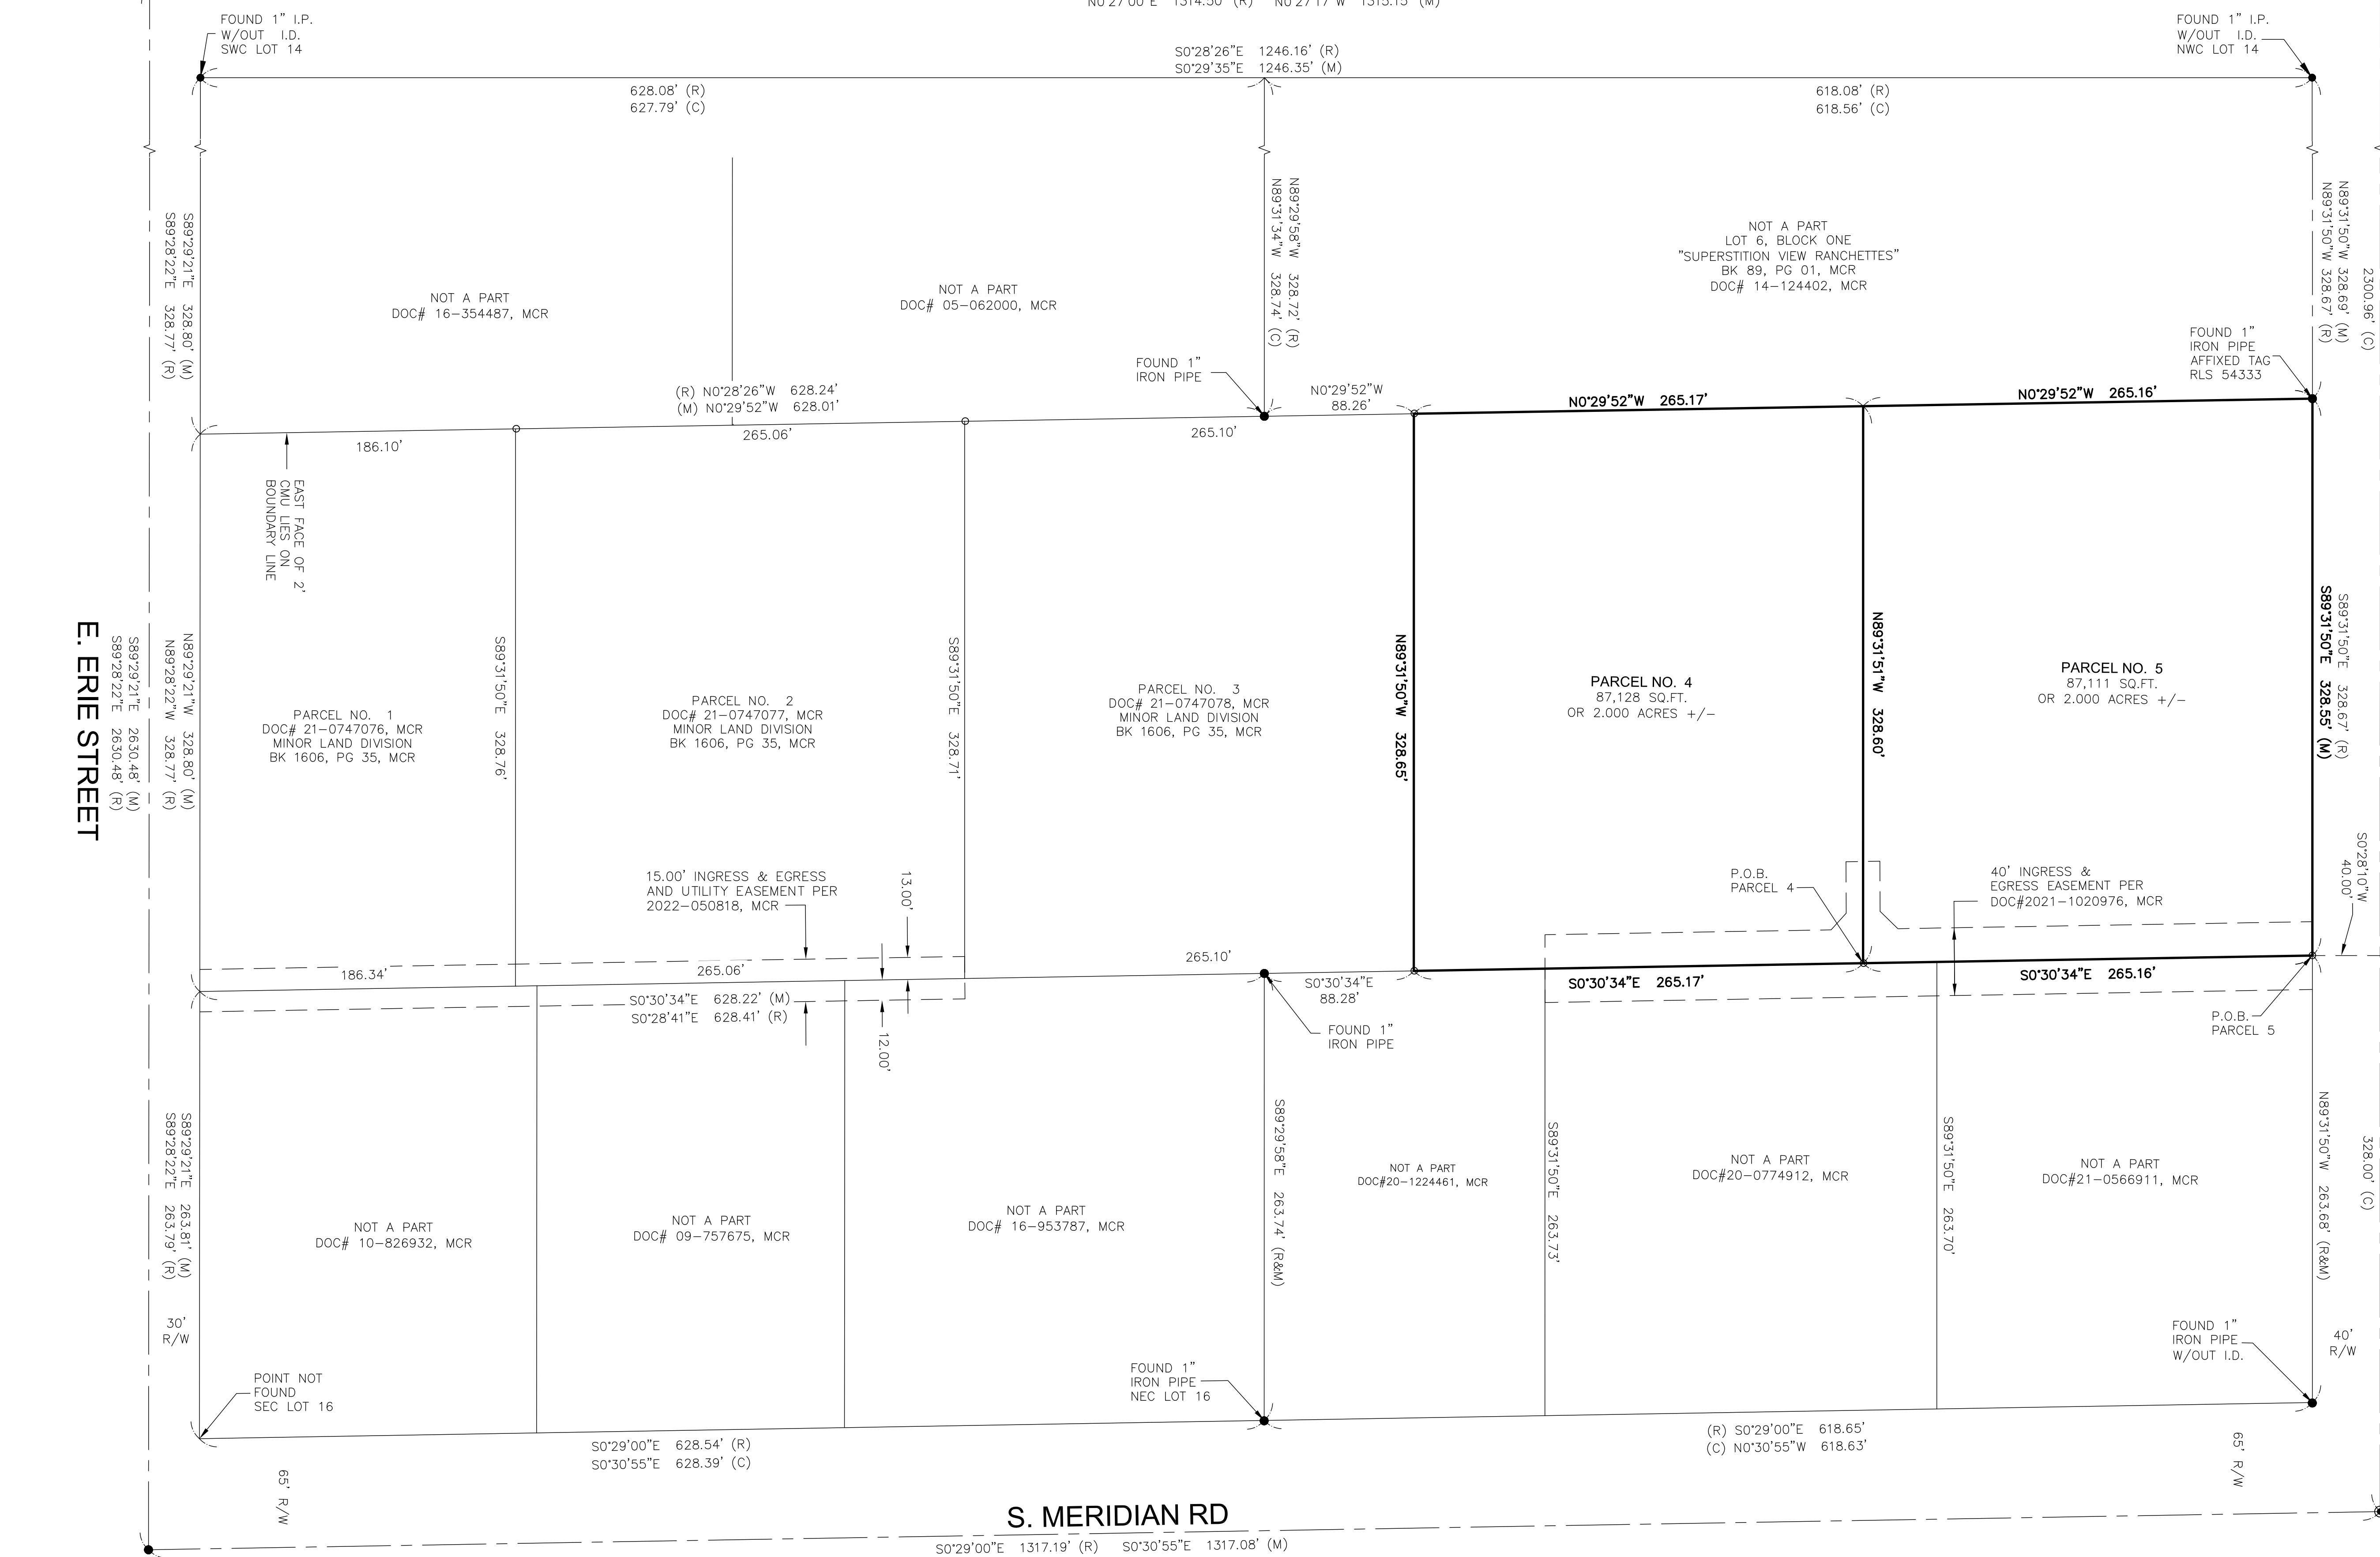 N0°27'00"E 1314.50' (R) N0°27'17"W 1315.15' (M)
FOUND 1" I.P.
W/OUT I.D.
SWC LOT 14
S0°28'26"E 1246.16' (R)
S0°29'35"E 1246.35' (M)
FOUND 1" I.P.
W/OUT I.D.
NWC LOT 14
628.08' (R)
627.79' (C)
618.08' (R)
618.56' (C)
S89°29'21"E 328.80' (M)
S89°28'22"E 328.77' (R)
NOT A PART
DOC# 16-354487, MCR
NOT A PART
DOC# 05-062000, MCR
N89°29'58"W 328.72' (R)
N89°31'34"W 328.74' (C)
NOT A PART
LOT 6, BLOCK ONE
"SUPERSTITION VIEW RANCHETTES"
BK 89, PG 01, MCR
DOC# 14-124402, MCR
N89°31'50"W 328.69' (M)
N89°31'50"W 328.67' (R)
2300.96' (C)
FOUND 1"
IRON PIPE
AFFIXED TAG
RLS 54333
FOUND 1"
IRON PIPE
(R) N0°28'26"W 628.24'
(M) N0°29'52"W 628.01'
N0°29'52"W
88.26'
N0°29'52"W 265.17'
N0°29'52"W 265.16'
186.10'
265.06'
265.10'
EAST FACE OF 2'
CMU LIES ON
BOUNDARY LINE
E. ERIE STREET
S89°29'21"E 2630.48' (M)
S89°28'22"E 2630.48' (R)
N89°29'21"W 328.80' (M)
N89°28'22"W 328.77' (R)
PARCEL NO. 1
DOC# 21-0747076, MCR
MINOR LAND DIVISION
BK 1606, PG 35, MCR
S89°31'50"E 328.76'
PARCEL NO. 2
DOC# 21-0747077, MCR
MINOR LAND DIVISION
BK 1606, PG 35, MCR
S89°31'50"E 328.71'
PARCEL NO. 3
DOC# 21-0747078, MCR
MINOR LAND DIVISION
BK 1606, PG 35, MCR
N89°31'50"W 328.65'
PARCEL NO. 4
87,128 SQ.FT.
OR 2.000 ACRES +/-
N89°31'51"W 328.60'
PARCEL NO. 5
87,111 SQ.FT.
OR 2.000 ACRES +/-
S89°31'50"E 328.67' (R)
S89°31'50"E 328.55' (M)
15.00' INGRESS & EGRESS
AND UTILITY EASEMENT PER
2022-050818, MCR
13.00'
P.O.B.
PARCEL 4
40' INGRESS &
EGRESS EASEMENT PER
DOC#2021-1020976, MCR
S0°28'10"W
40.00'
186.34'
265.06'
265.10'
S0°30'34"E 628.22' (M)
S0°28'41"E 628.41' (R)
12.00'
S0°30'34"E
88.28'
S0°30'34"E 265.17'
S0°30'34"E 265.16'
FOUND 1"
IRON PIPE
P.O.B.
PARCEL 5
S89°29'21"E 263.81' (M)
S89°28'22"E 263.79' (R)
NOT A PART
DOC# 10-826932, MCR
NOT A PART
DOC# 09-757675, MCR
NOT A PART
DOC# 16-953787, MCR
S89°29'58"E 263.74' (R&M)
NOT A PART
DOC#20-1224461, MCR
S89°31'50"E 263.73'
NOT A PART
DOC#20-0774912, MCR
S89°31'50"E 263.70'
NOT A PART
DOC#21-0566911, MCR
N89°31'50"W 263.68' (R&M)
328.00' (C)
30'
R/W
POINT NOT
FOUND
SEC LOT 16
FOUND 1"
IRON PIPE
NEC LOT 16
FOUND 1"
IRON PIPE
W/OUT I.D.
40'
R/W
S0°29'00"E 628.54' (R)
S0°30'55"E 628.39' (C)
(R) S0°29'00"E 618.65'
(C) N0°30'55"W 618.63'
65' R/W
65' R/W
S. MERIDIAN RD
S0°29'00"E 1317.19' (R) S0°30'55"E 1317.08' (M)